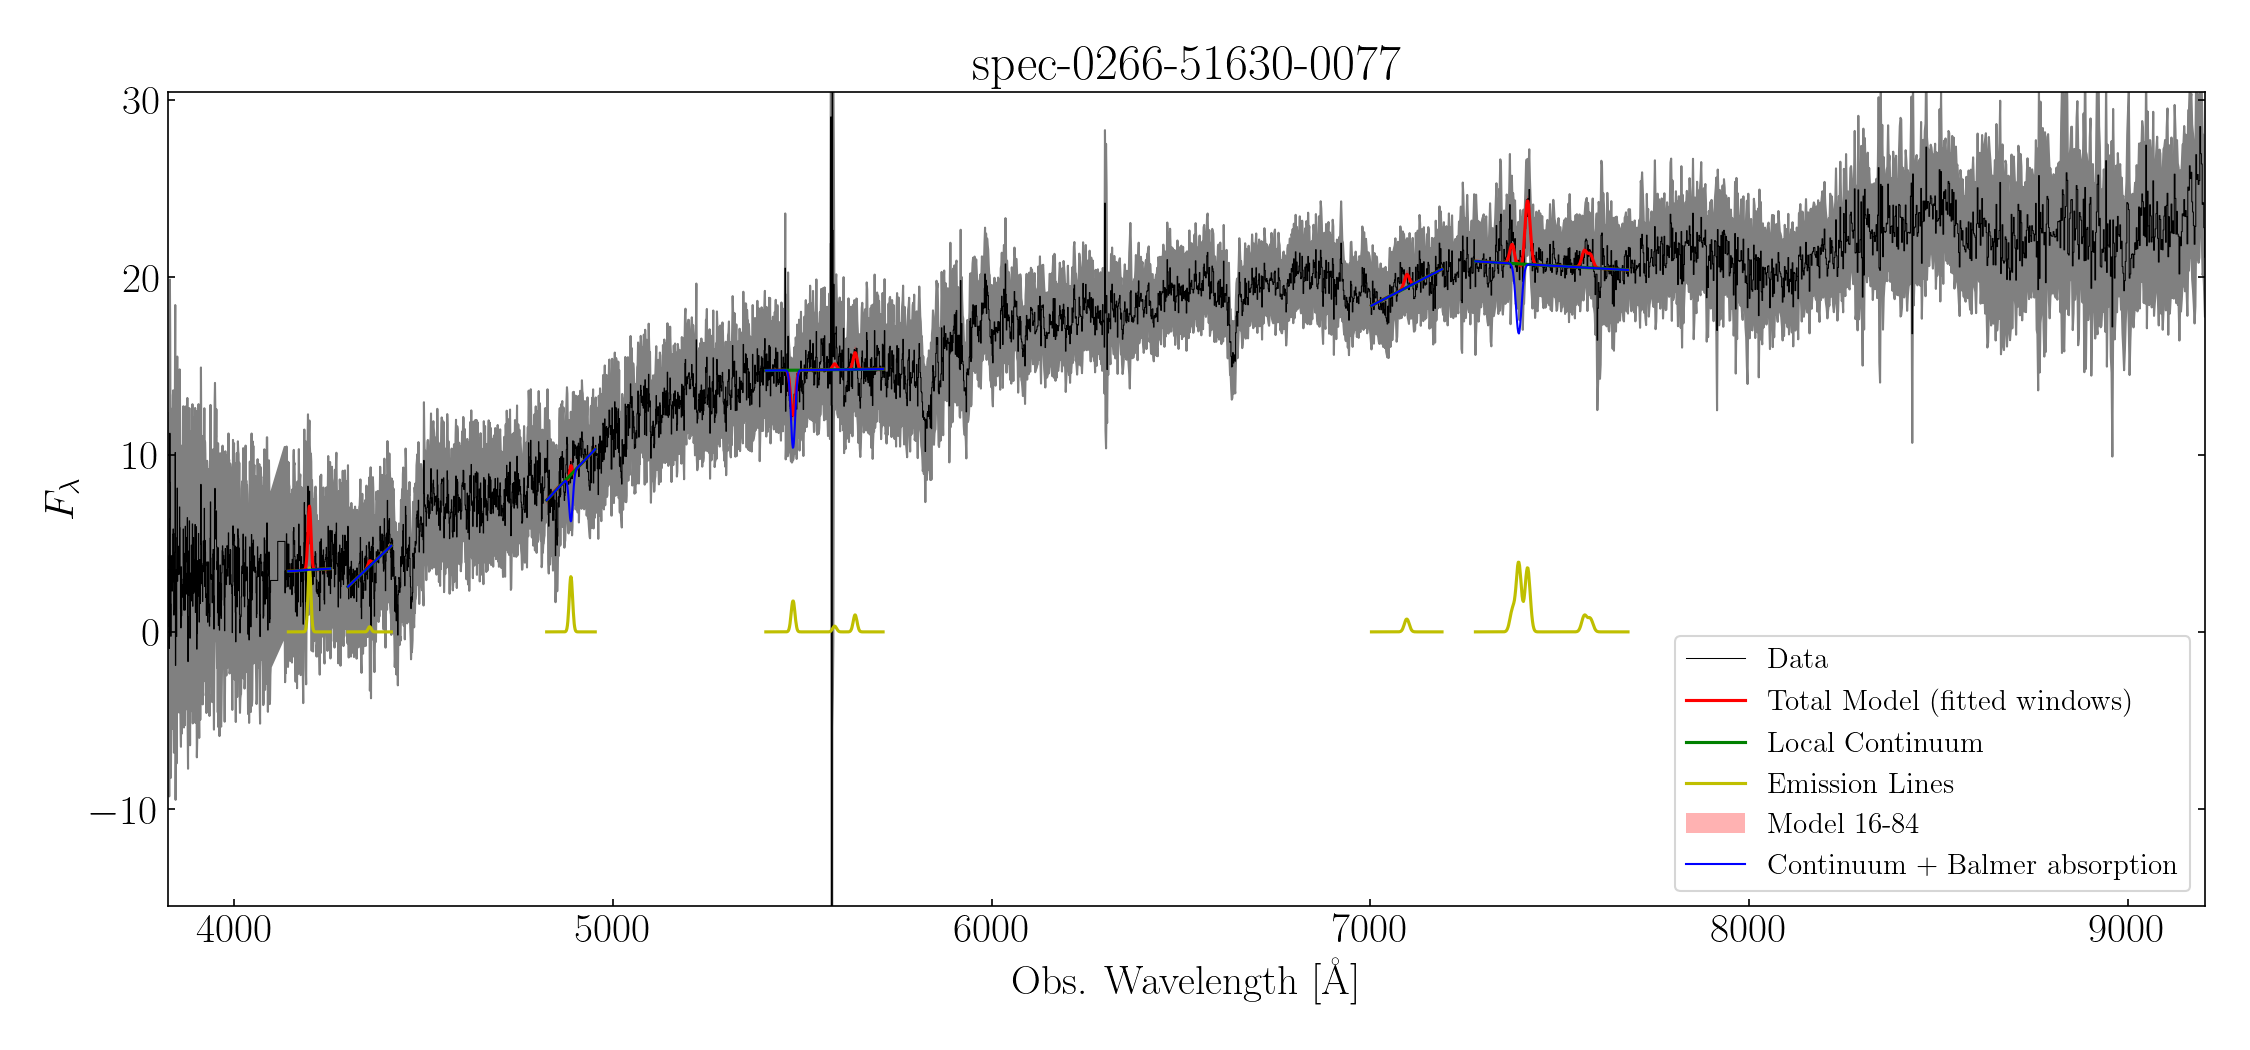 spec-0266-51630-0077
30
20
10
0
−10
F_λ
4000 5000 6000 7000 8000 9000
Obs. Wavelength [Å]
Data
Total Model (fitted windows)
Local Continuum
Emission Lines
Model 16-84
Continuum + Balmer absorption